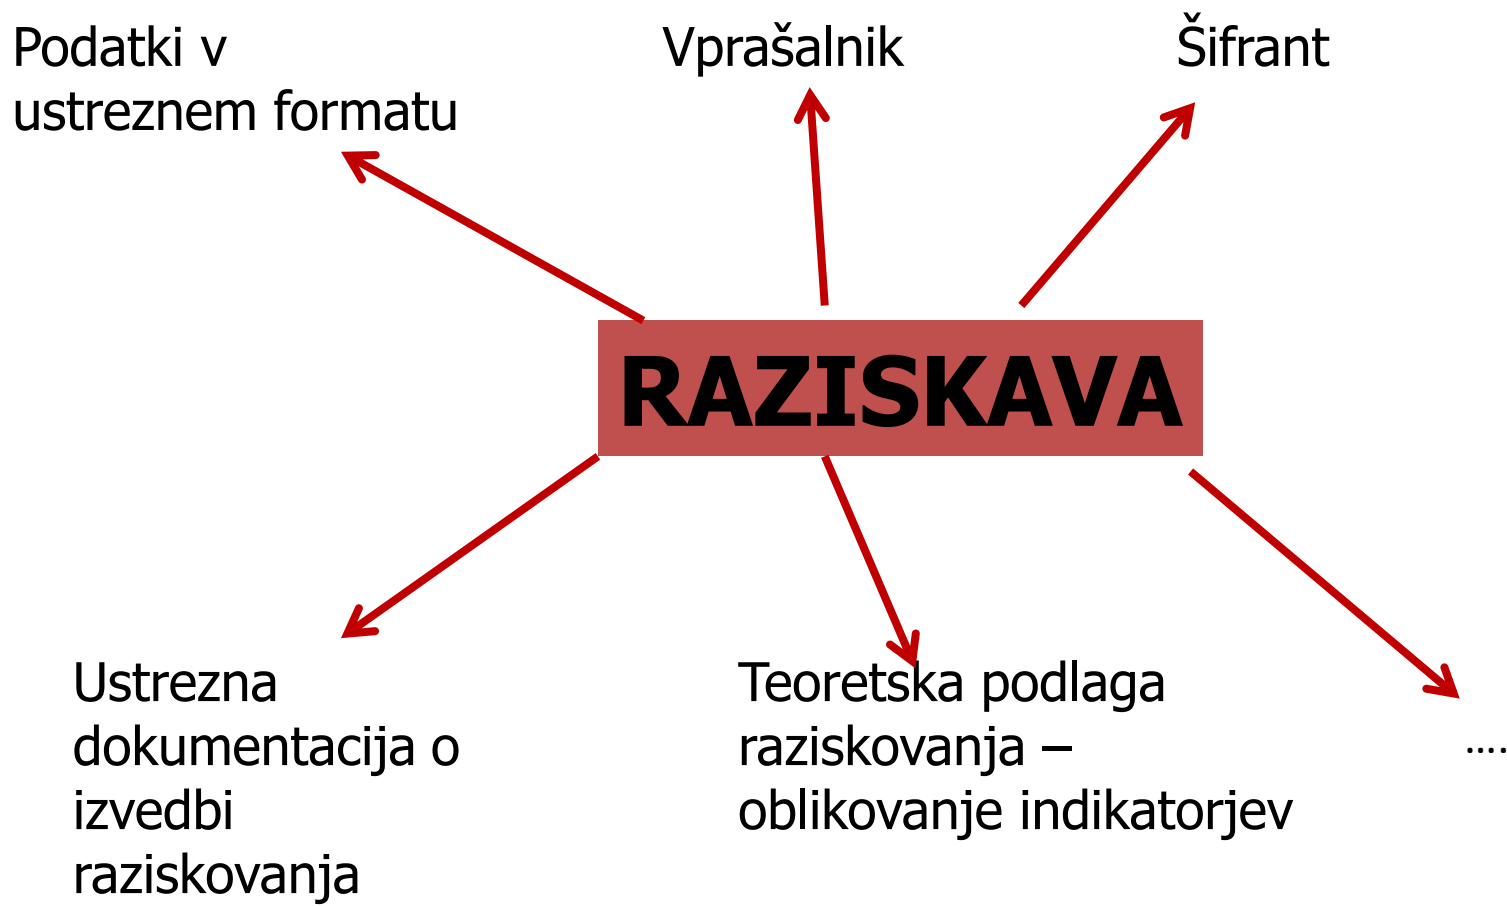 Podatki v
ustreznem formatu
Vprašalnik
Šifrant
RAZISKAVA
Ustrezna
dokumentacija o
izvedbi
raziskovanja
Teoretska podlaga
raziskovanja –
oblikovanje indikatorjev
....